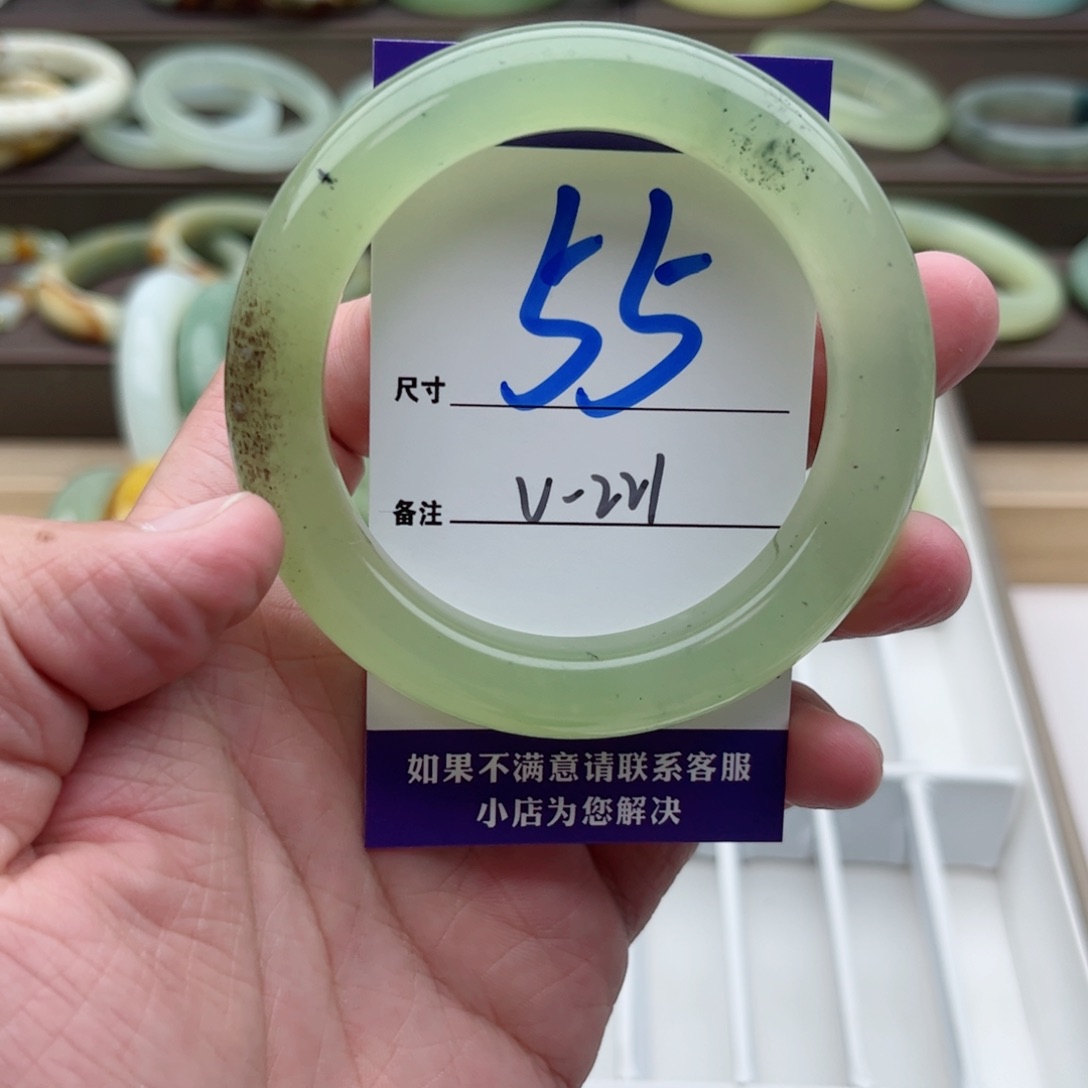 尺寸 55
备注 V-221
如果不满意请联系客服
小店为您解决